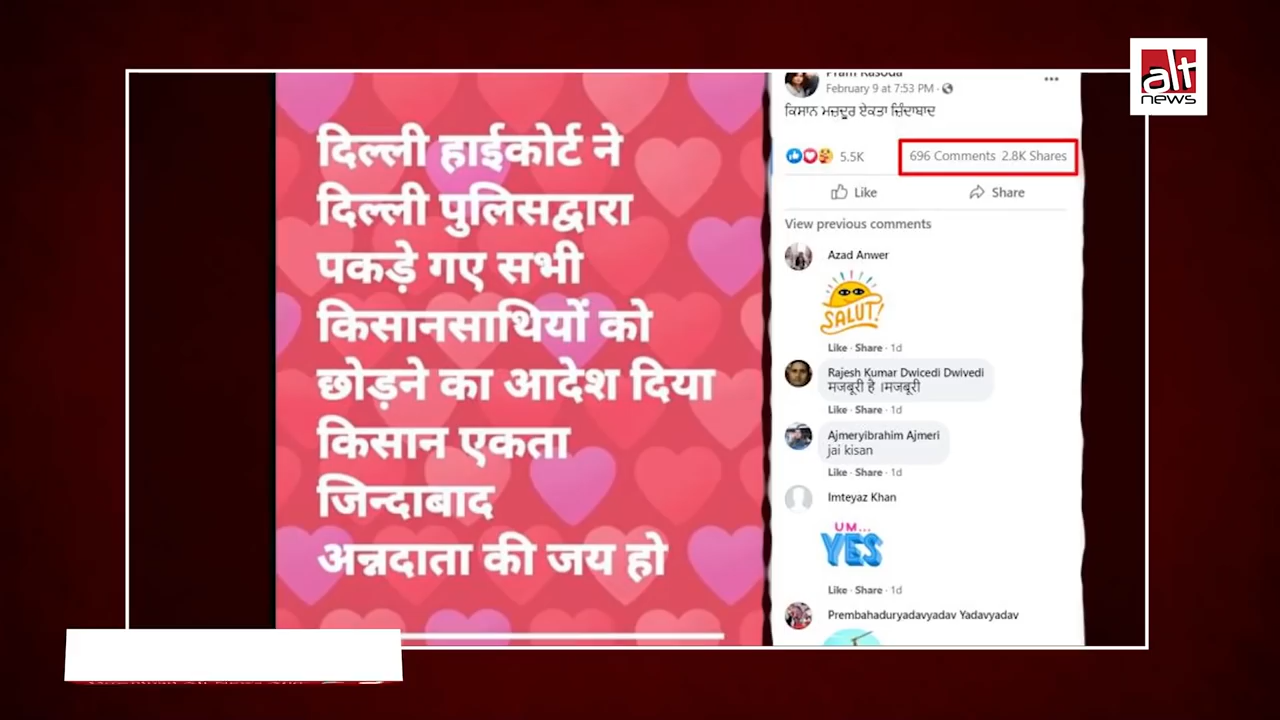 दिल्ली हाईकोर्ट ने
दिल्ली पुलिसद्वारा
पकड़े गए सभी
किसानसाथियों को
छोड़ने का आदेश दिया
किसान एकता
जिन्दाबाद
अन्नदाता की जय हो
February 9 at 7:53 PM
ਕਿਸਾਨ ਮਜ਼ਦੂਰ ਏਕਤਾ ਜ਼ਿੰਦਾਬਾਦ
5.5K
696 Comments 2.8K Shares
Like Share
View previous comments
Azad Anwer
SALUT!
Like · Share · 1d
Rajesh Kumar Dwicedi Dwivedi
मजबूरी है ।मजबूरी
Like · Share · 1d
Ajmeryibrahim Ajmeri
jai kisan
Like · Share · 1d
Imteyaz Khan
UM...
YES
Like · Share · 1d
Prembahaduryadavyadav Yadavyadav
alt
news